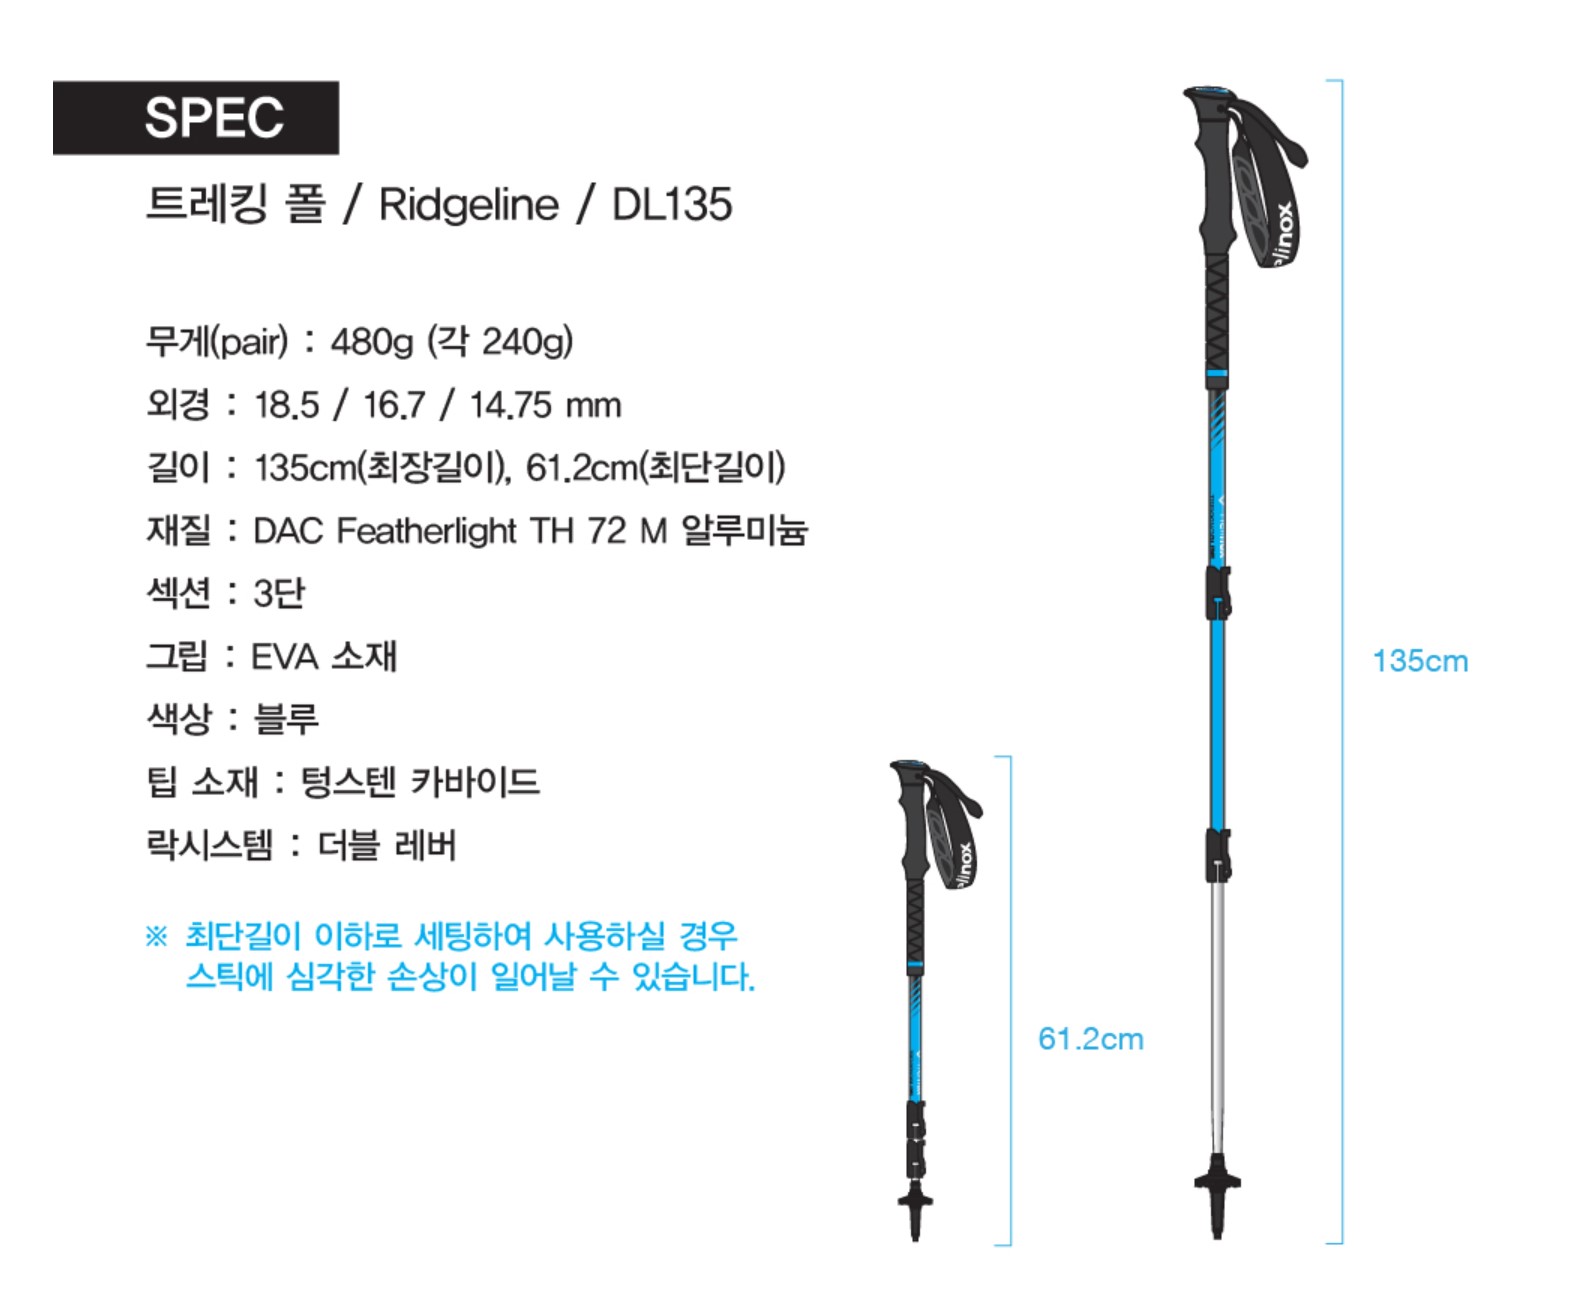 SPEC
트레킹 폴 / Ridgeline / DL135
무게(pair) : 480g (각 240g)
외경 : 18.5 / 16.7 / 14.75 mm
길이 : 135cm(최장길이), 61.2cm(최단길이)
재질 : DAC Featherlight TH 72 M 알루미늄
섹션 : 3단
그립 : EVA 소재
색상 : 블루
팁 소재 : 텅스텐 카바이드
락시스템 : 더블 레버
※ 최단길이 이하로 세팅하여 사용하실 경우
스틱에 심각한 손상이 일어날 수 있습니다.
elinox
135cm
elinox
61.2cm